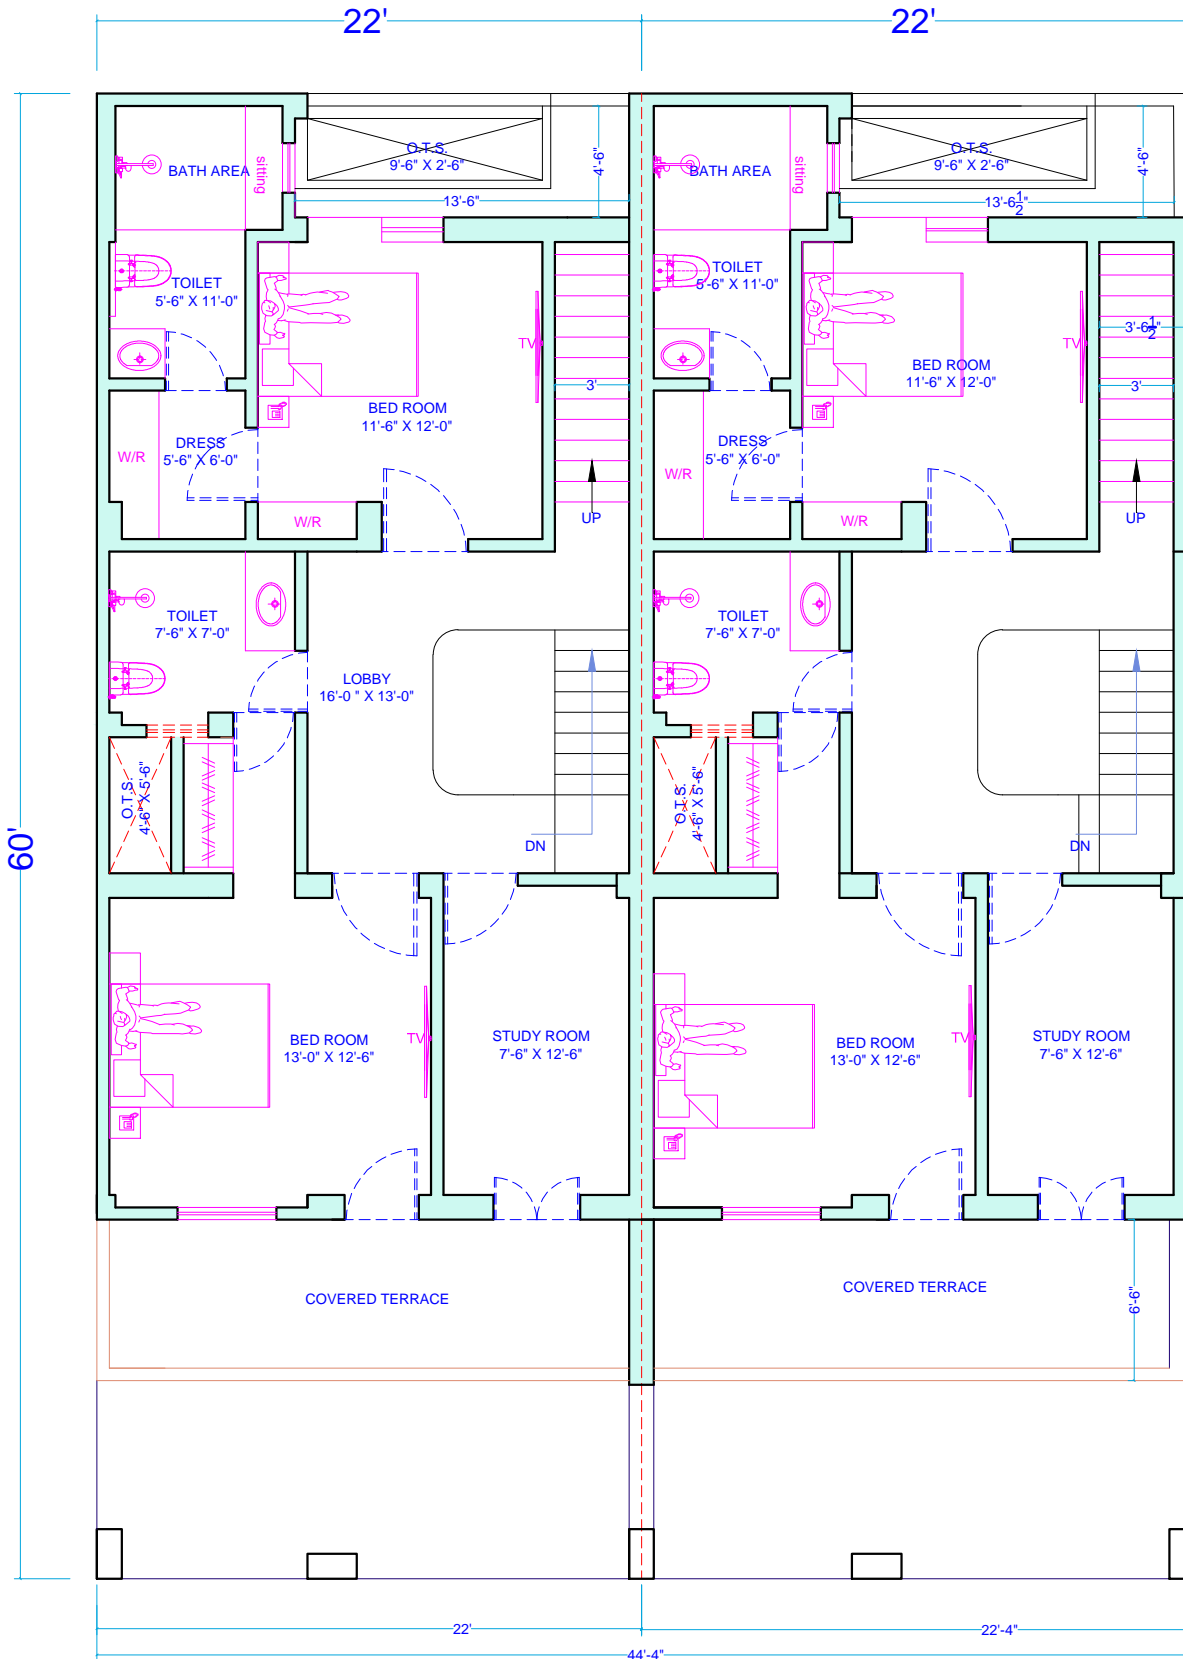 22'
22'
O.T.S.
9'-6" X 2'-6"
4'-6"
BATH AREA
sitting
13'-6"
O.T.S.
9'-6" X 2'-6"
4'-6"
BATH AREA
sitting
13'-6 1/2"
TOILET
5'-6" X 11'-0"
TV
3'
BED ROOM
11'-6" X 12'-0"
TOILET
5'-6" X 11'-0"
TV
3'-6 1/2"
3'
BED ROOM
11'-6" X 12'-0"
DRESS
5'-6" X 6'-0"
W/R
W/R
UP
DRESS
5'-6" X 6'-0"
W/R
W/R
UP
TOILET
7'-6" X 7'-0"
LOBBY
16'-0 " X 13'-0"
TOILET
7'-6" X 7'-0"
O.T.S.
4'-6" X 5'-6"
DN
O.T.S.
4'-6" X 5'-6"
DN
60'
BED ROOM
13'-0" X 12'-6"
TV
STUDY ROOM
7'-6" X 12'-6"
BED ROOM
13'-0" X 12'-6"
TV
STUDY ROOM
7'-6" X 12'-6"
COVERED TERRACE
COVERED TERRACE
6'-6"
22'
22'-4"
44'-4"